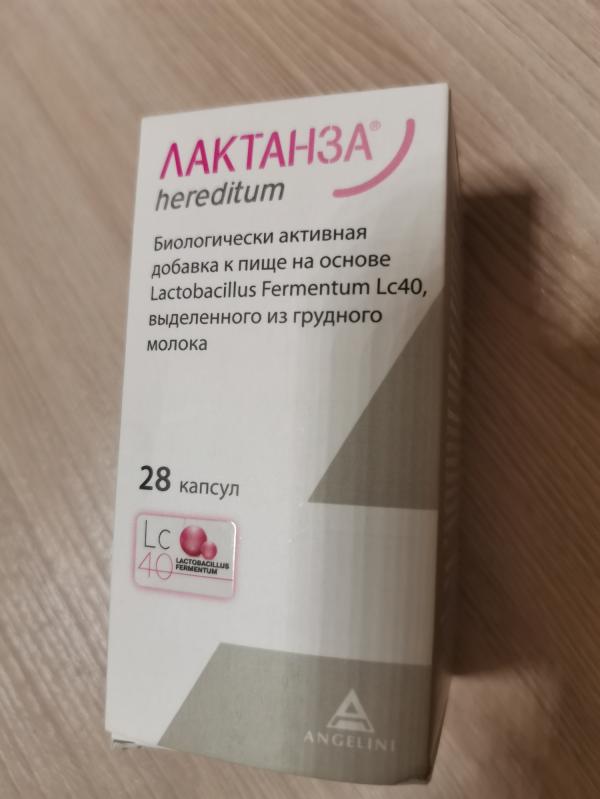 ЛАКТАНЗА®
hereditum
Биологически активная
добавка к пище на основе
Lactobacillus Fermentum Lc40,
выделенного из грудного
молока
28 капсул
Lc
40
LACTOBACILLUS
FERMENTUM
ANGELINI